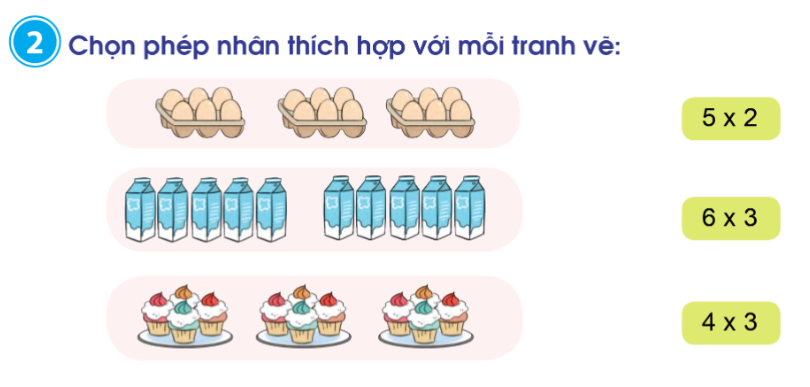 2 Chọn phép nhân thích hợp với mỗi tranh vẽ:
5 x 2
6 x 3
4 x 3